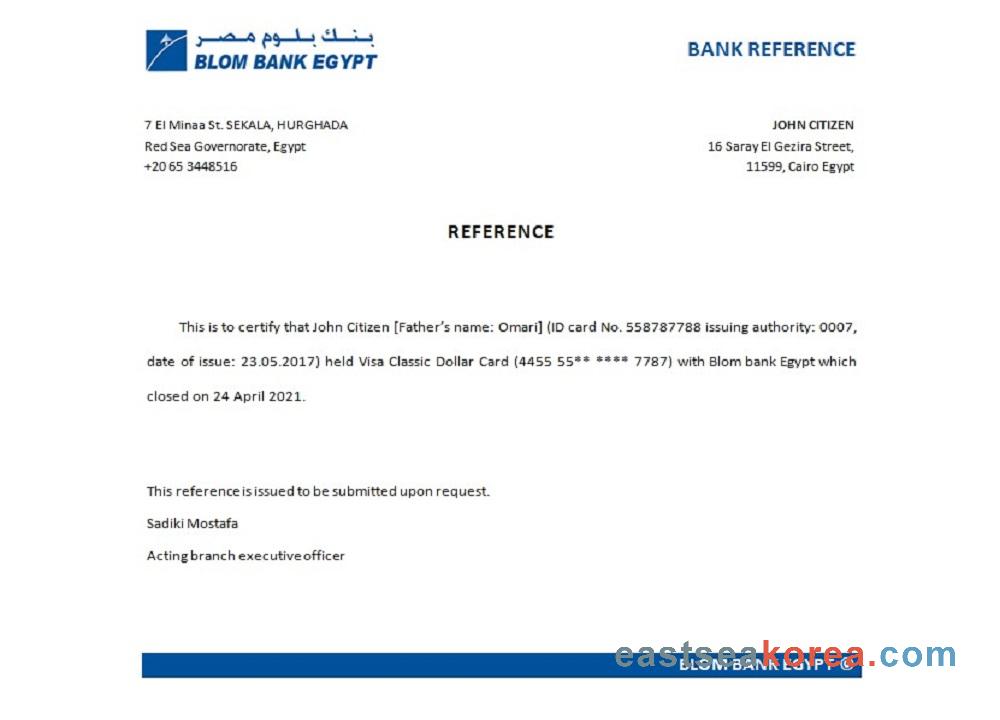 بنك بلوم مصر
BLOM BANK EGYPT
BANK REFERENCE
7 El Minaa St. SEKALA, HURGHADA
Red Sea Governorate, Egypt
+20 65 3448516
JOHN CITIZEN
16 Saray El Gezira Street,
11599, Cairo Egypt
REFERENCE
This is to certify that John Citizen [Father's name: Omari] (ID card No. 558787788 issuing authority: 0007,
date of issue: 23.05.2017) held Visa Classic Dollar Card (4455 55** **** 7787) with Blom bank Egypt which
closed on 24 April 2021.
This reference is issued to be submitted upon request.
Sadiki Mostafa
Acting branch executive officer
BLOM BANK EGYPT ©
eastseakorea.com